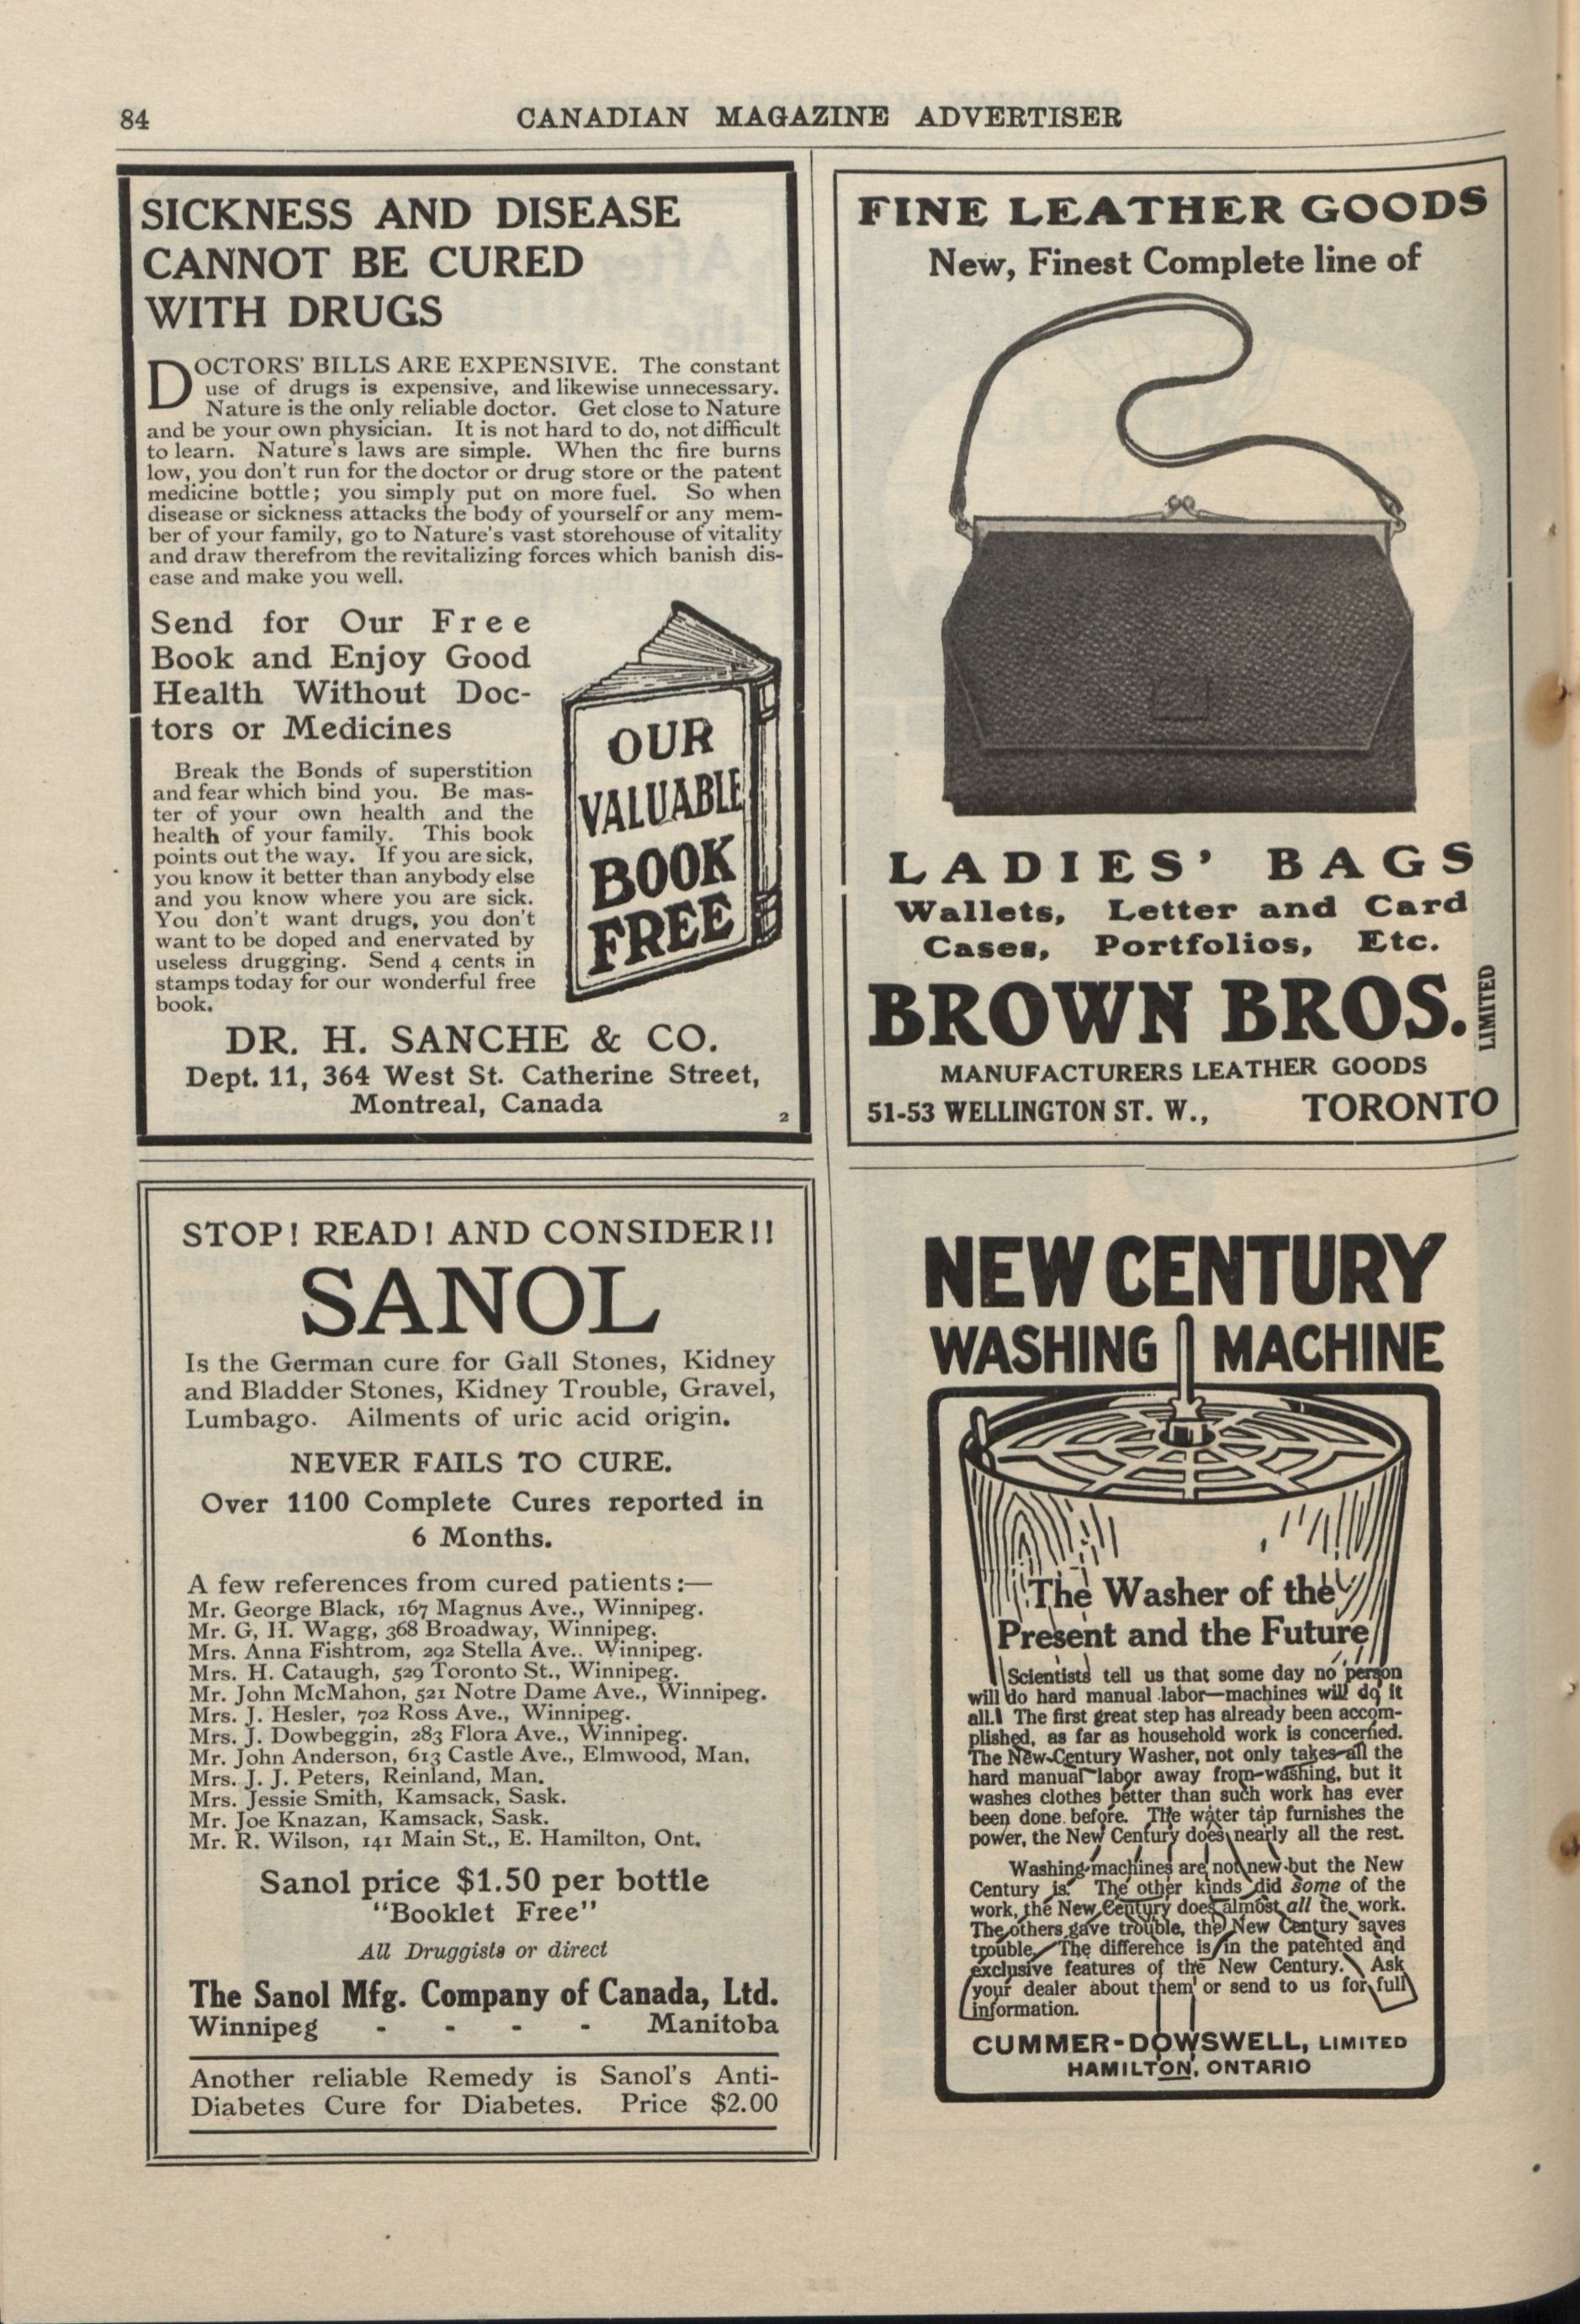 84
CANADIAN MAGAZINE ADVERTISER
SICKNESS AND DISEASE
CANNOT BE CURED
WITH DRUGS
DOCTORS' BILLS ARE EXPENSIVE. The constant
use of drugs is expensive, and likewise unnecessary.
Nature is the only reliable doctor. Get close to Nature
and be your own physician. It is not hard to do, not difficult
to learn. Nature's laws are simple. When thc fire burns
low, you don't run for the doctor or drug store or the patent
medicine bottle; you simply put on more fuel. So when
disease or sickness attacks the body of yourself or any mem-
ber of your family, go to Nature's vast storehouse of vitality
and draw therefrom the revitalizing forces which banish dis-
ease and make you well.
Send for Our Free
Book and Enjoy Good
Health Without Doc-
tors or Medicines
Break the Bonds of superstition
and fear which bind you. Be mas-
ter of your own health and the
health of your family. This book
points out the way. If you are sick,
you know it better than anybody else
and you know where you are sick.
You don't want drugs, you don't
want to be doped and enervated by
useless drugging. Send 4 cents in
stamps today for our wonderful free
book.
OUR
VALUABLE
BOOK
FREE
DR. H. SANCHE & CO.
Dept. 11, 364 West St. Catherine Street,
Montreal, Canada
2
FINE LEATHER GOODS
New, Finest Complete line of
LADIES' BAGS
Wallets, Letter and Card
Cases, Portfolios, Etc.
BROWN BROS. LIMITED
MANUFACTURERS LEATHER GOODS
51-53 WELLINGTON ST. W., TORONTO
STOP! READ! AND CONSIDER!!
SANOL
Is the German cure for Gall Stones, Kidney
and Bladder Stones, Kidney Trouble, Gravel,
Lumbago. Ailments of uric acid origin.
NEVER FAILS TO CURE.
Over 1100 Complete Cures reported in
6 Months.
A few references from cured patients:—
Mr. George Black, 167 Magnus Ave., Winnipeg.
Mr. G, H. Wagg, 368 Broadway, Winnipeg.
Mrs. Anna Fishtrom, 292 Stella Ave.. Winnipeg.
Mrs. H. Cataugh, 529 Toronto St., Winnipeg.
Mr. John McMahon, 521 Notre Dame Ave., Winnipeg.
Mrs. J. Hesler, 702 Ross Ave., Winnipeg.
Mrs. J. Dowbeggin, 283 Flora Ave., Winnipeg.
Mr. John Anderson, 613 Castle Ave., Elmwood, Man.
Mrs. J. J. Peters, Reinland, Man.
Mrs. Jessie Smith, Kamsack, Sask.
Mr. Joe Knazan, Kamsack, Sask.
Mr. R. Wilson, 141 Main St., E. Hamilton, Ont.
Sanol price $1.50 per bottle
"Booklet Free"
All Druggists or direct
The Sanol Mfg. Company of Canada, Ltd.
Winnipeg - - - - Manitoba
Another reliable Remedy is Sanol's Anti-
Diabetes Cure for Diabetes. Price $2.00
NEW CENTURY
WASHING MACHINE
The Washer of the
Present and the Future
Scientists tell us that some day no person
will do hard manual labor—machines will do it
all. The first great step has already been accom-
plished, as far as household work is concerned.
The New Century Washer, not only takes all the
hard manual labor away from washing, but it
washes clothes better than such work has ever
been done before. The water tap furnishes the
power, the New Century does nearly all the rest.
Washing machines are not new but the New
Century is. The other kinds did some of the
work, the New Century does almost all the work.
The others gave trouble, the New Century saves
trouble. The difference is in the patented and
exclusive features of the New Century. Ask
your dealer about them or send to us for full
information.
CUMMER-DOWSWELL, LIMITED
HAMILTON, ONTARIO